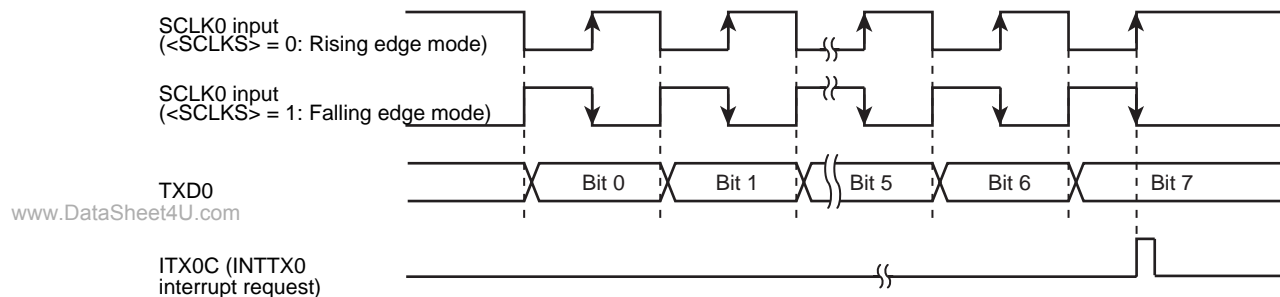 SCLK0 input
(<SCLKS> = 0: Rising edge mode)
SCLK0 input
(<SCLKS> = 1: Falling edge mode)
TXD0
Bit 0
Bit 1
Bit 5
Bit 6
Bit 7
www.DataSheet4U.com
ITX0C (INTTX0
interrupt request)